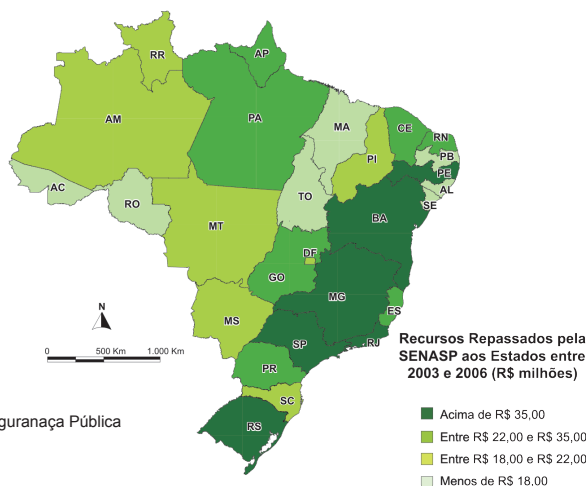 RR
AP
AM
PA
MA
CE
RN
PI
PB
PE
AC
AL
TO
RO
SE
BA
MT
DF
GO
MG
MS
ES
SP
RJ
PR
SC
RS
N
0 500 Km 1.000 Km
Recursos Repassados pela
SENASP aos Estados entre
2003 e 2006 (R$ milhões)
guranaça Pública
Acima de R$ 35,00
Entre R$ 22,00 e R$ 35,00
Entre R$ 18,00 e R$ 22,00
Menos de R$ 18,00